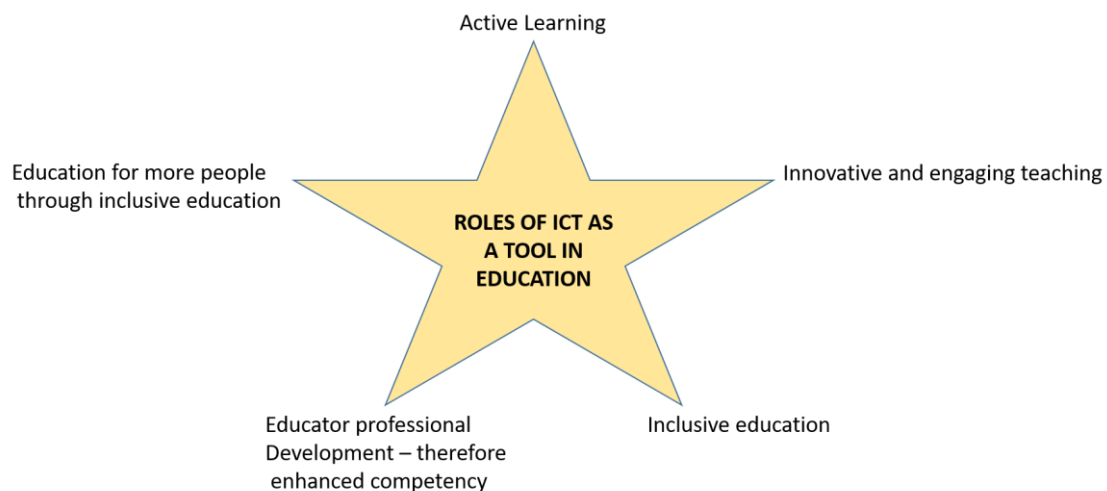 Active Learning
Education for more people
through inclusive education
Innovative and engaging teaching
ROLES OF ICT AS
A TOOL IN
EDUCATION
Educator professional
Development – therefore
enhanced competency
Inclusive education